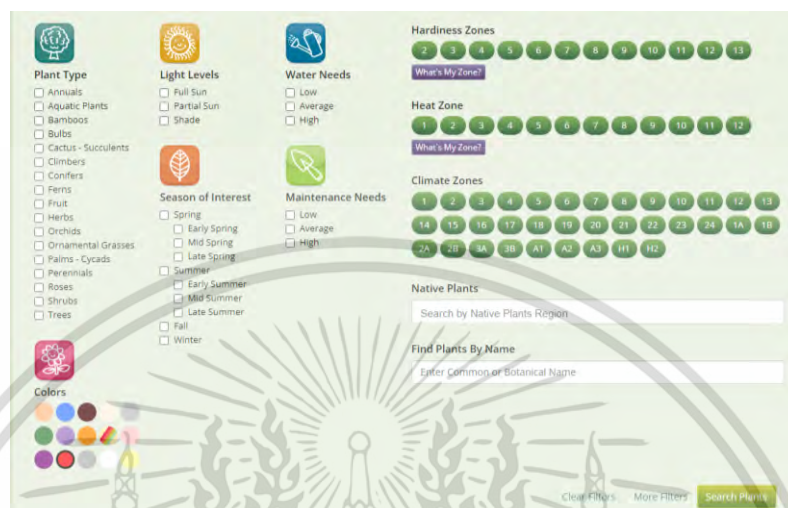 Plant Type
Annuals
Aquatic Plants
Bamboos
Bulbs
Cactus - Succulents
Climbers
Conifers
Ferns
Fruit
Herbs
Orchids
Ornamental Grasses
Palms - Cycads
Perennials
Roses
Shrubs
Trees
Colors
Light Levels
Full Sun
Partial Sun
Shade
Season of Interest
Spring
Early Spring
Mid Spring
Late Spring
Summer
Early Summer
Mid Summer
Late Summer
Fall
Winter
Water Needs
Low
Average
High
Maintenance Needs
Low
Average
High
Hardiness Zones
2 3 4 5 6 7 8 9 10 11 12 13
What's My Zone?
Heat Zone
1 2 3 4 5 6 7 8 9 10 11 12
What's My Zone?
Climate Zones
1 2 3 4 5 6 7 8 9 10 11 12 13
14 15 16 17 18 19 20 21 22 23 24 1A 1B
2A 2B 3A 3B A1 A2 A3 H1 H2
Native Plants
Search by Native Plants Region
Find Plants By Name
Enter Common or Botanical Name
Clear Filters More Filters Search Plants